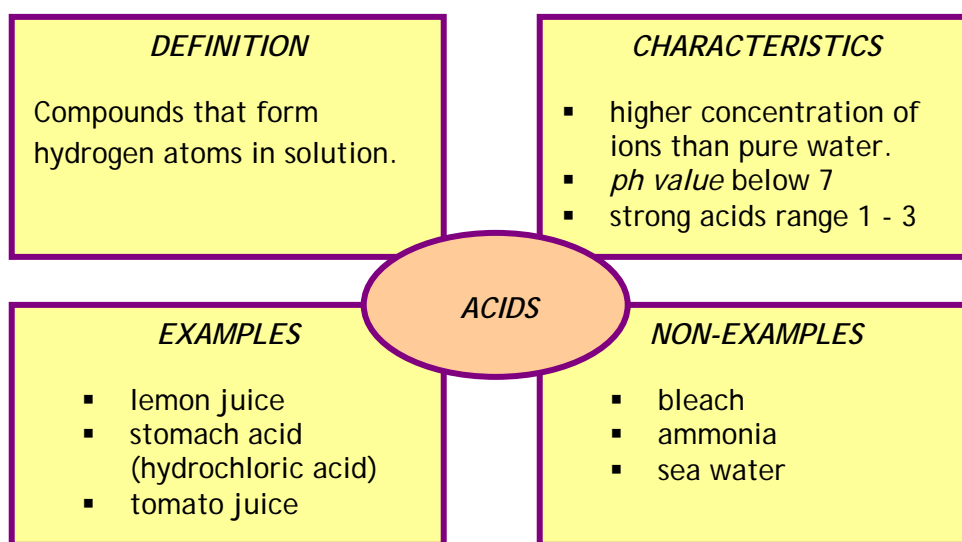 DEFINITION
Compounds that form
hydrogen atoms in solution.
CHARACTERISTICS
▪ higher concentration of
ions than pure water.
▪ ph value below 7
▪ strong acids range 1 - 3
ACIDS
EXAMPLES
▪ lemon juice
▪ stomach acid
(hydrochloric acid)
▪ tomato juice
NON-EXAMPLES
▪ bleach
▪ ammonia
▪ sea water